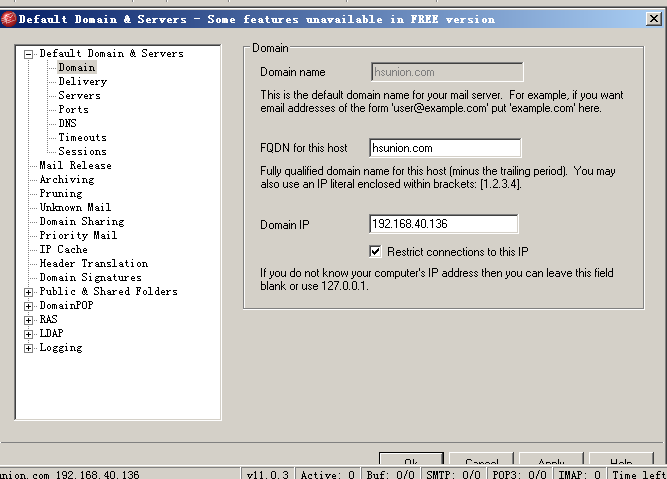 Default Domain & Servers - Some features unavailable in FREE version
Default Domain & Servers
Domain
Delivery
Servers
Ports
DNS
Timeouts
Sessions
Mail Release
Archiving
Pruning
Unknown Mail
Domain Sharing
Priority Mail
IP Cache
Header Translation
Domain Signatures
Public & Shared Folders
DomainPOP
RAS
LDAP
Logging
Domain
Domain name
hsunion.com
This is the default domain name for your mail server. For example, if you want
email addresses of the form 'user@example.com' put 'example.com' here.
FQDN for this host
hsunion.com
Fully qualified domain name for this host (minus the trailing period). You may
also use an IP literal enclosed within brackets: [1.2.3.4].
Domain IP
192.168.40.136
Restrict connections to this IP
If you do not know your computer's IP address then you can leave this field
blank or use 127.0.0.1.
Ok
Cancel
Apply
Help
union.com 192.168.40.136
v11.0.3
Active: 0
Buf: 0/0
SMTP: 0/0
POP3: 0/0
IMAP: 0
Time left